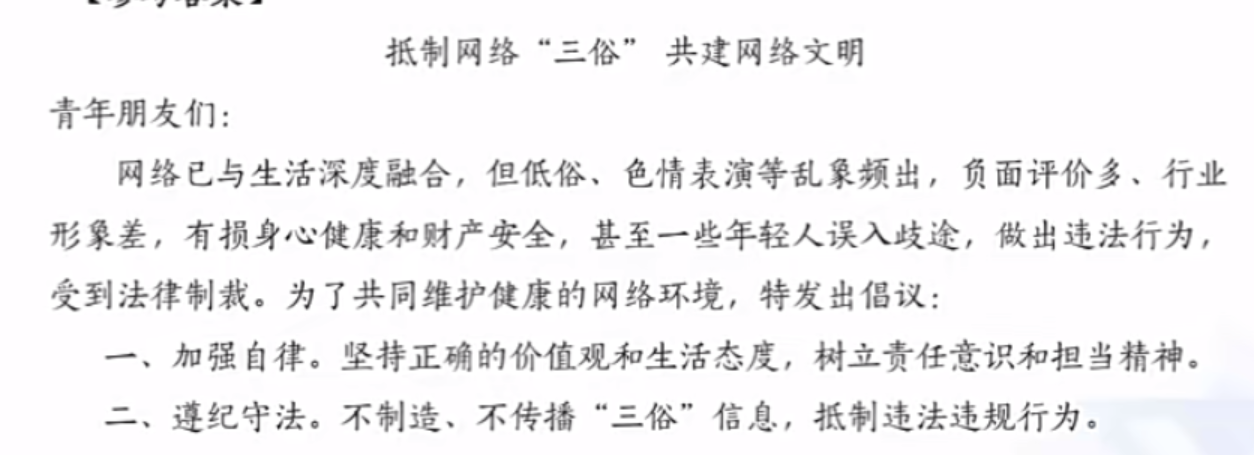 抵制网络“三俗” 共建网络文明
青年朋友们：
网络已与生活深度融合，但低俗、色情表演等乱象频出，负面评价多、行业
形象差，有损身心健康和财产安全，甚至一些年轻人误入歧途，做出违法行为，
受到法律制裁。为了共同维护健康的网络环境，特发出倡议：
一、加强自律。坚持正确的价值观和生活态度，树立责任意识和担当精神。
二、遵纪守法。不制造、不传播“三俗”信息，抵制违法违规行为。